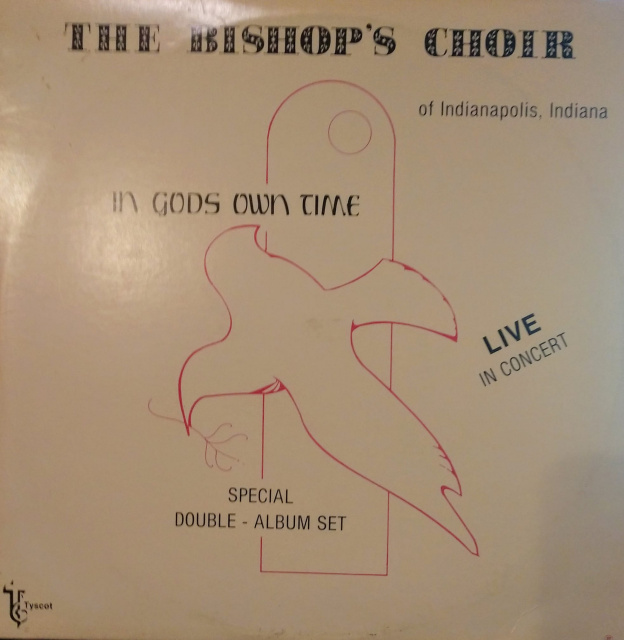 THE BISHOP'S CHOIR
of Indianapolis, Indiana
IN GODS OWN TIME
LIVE
IN CONCERT
SPECIAL
DOUBLE - ALBUM SET
Tyscot